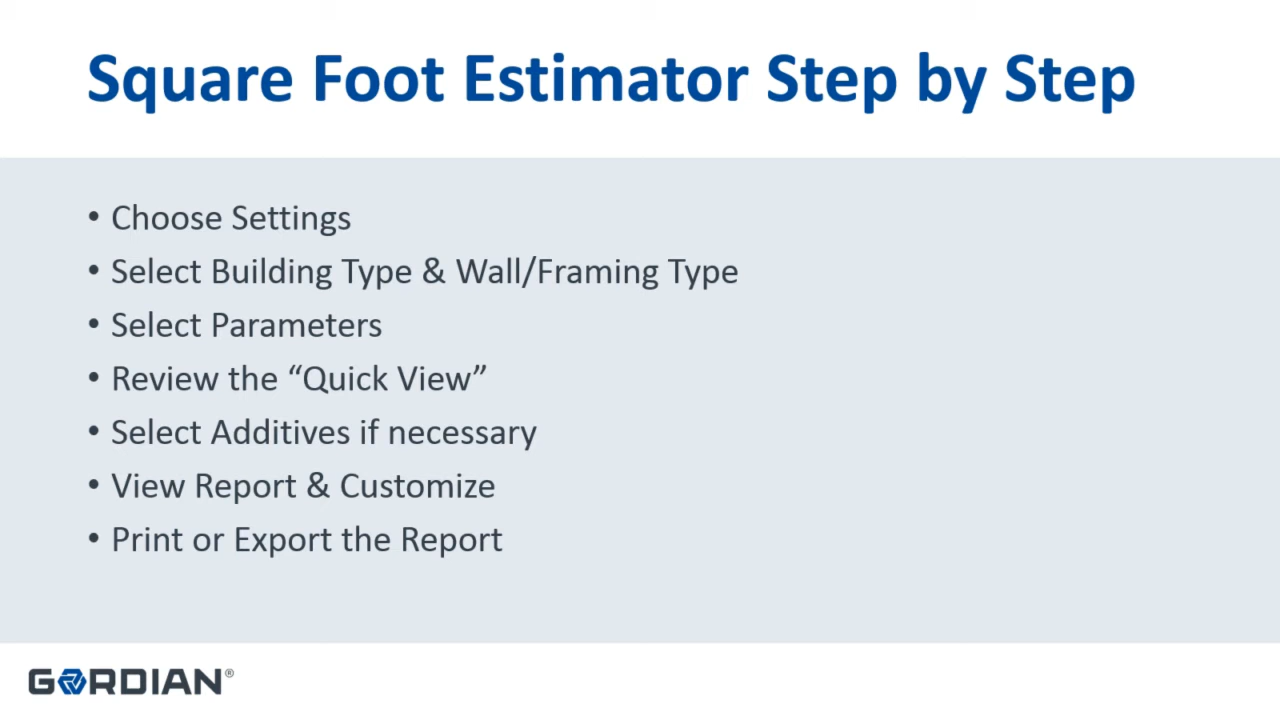 Square Foot Estimator Step by Step
• Choose Settings
• Select Building Type & Wall/Framing Type
• Select Parameters
• Review the “Quick View”
• Select Additives if necessary
• View Report & Customize
• Print or Export the Report
GORDIAN®